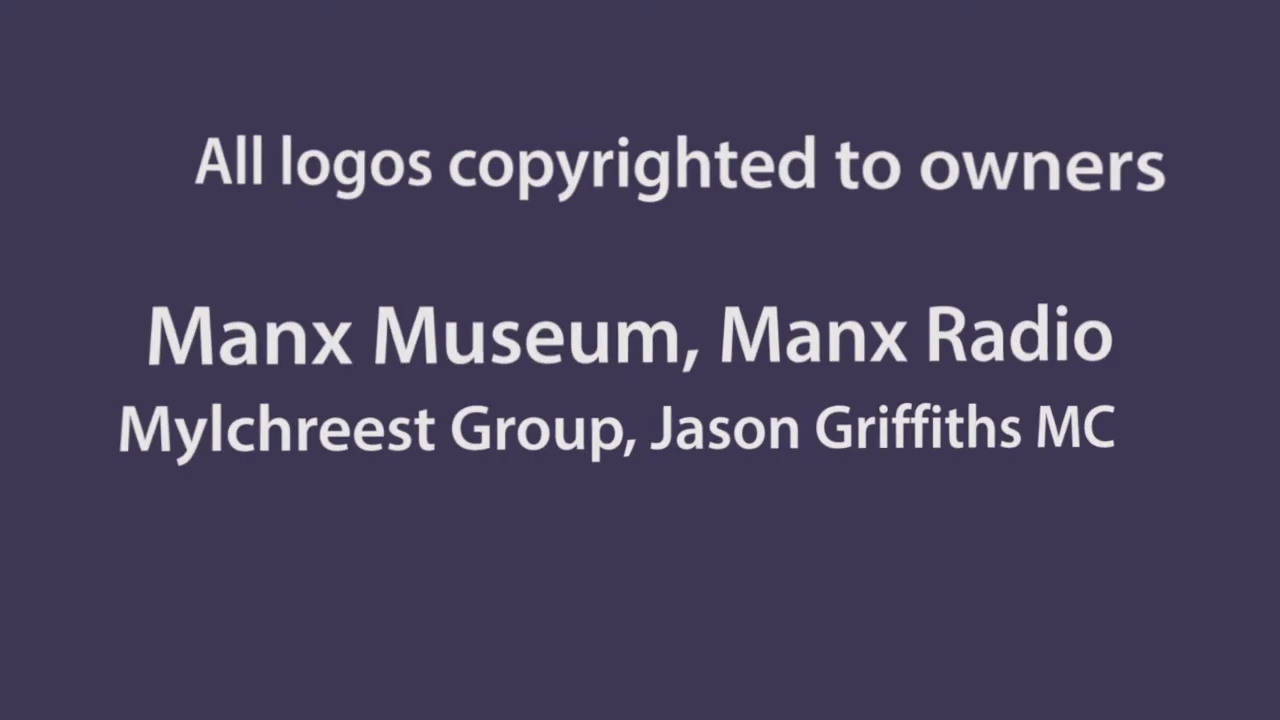 All logos copyrighted to owners
Manx Museum, Manx Radio
Mylchreest Group, Jason Griffiths MC